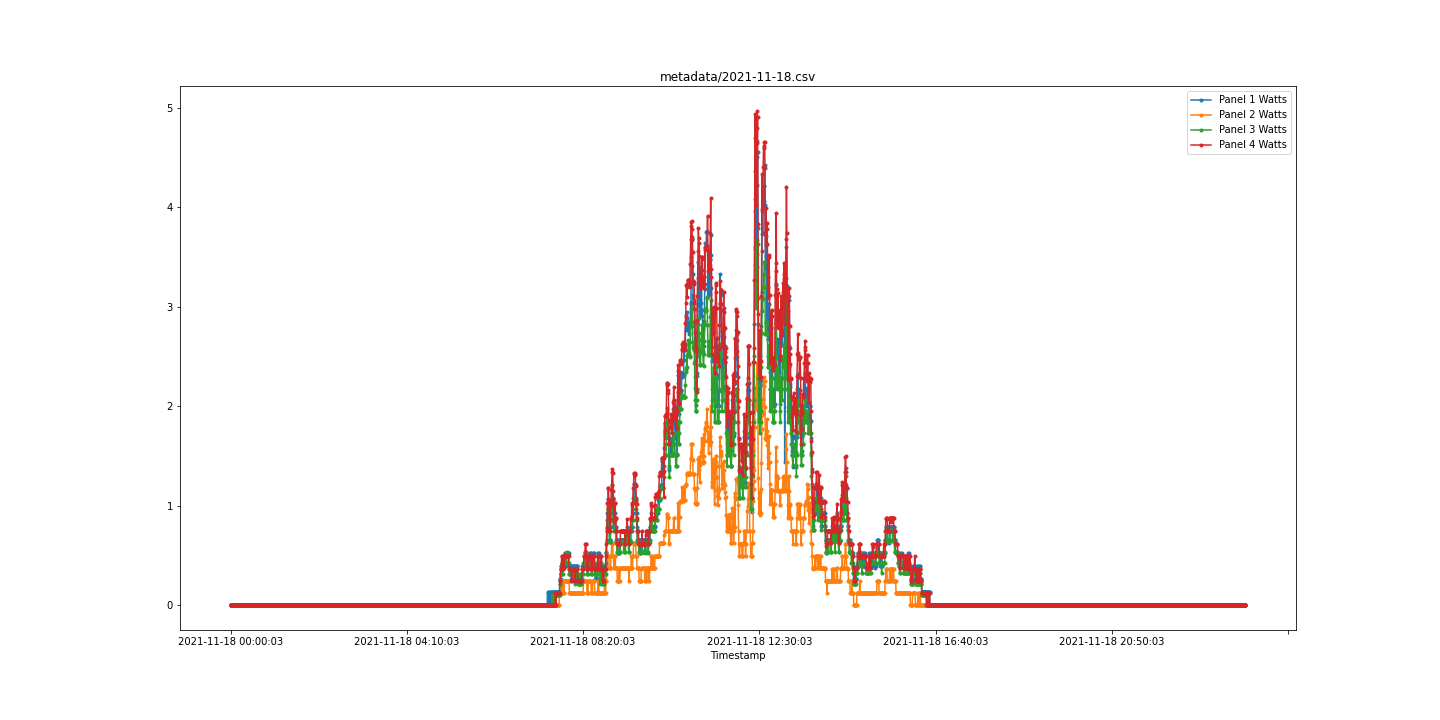 metadata/2021-11-18.csv
Panel 1 Watts
Panel 2 Watts
Panel 3 Watts
Panel 4 Watts
5
4
3
2
1
0
2021-11-18 00:00:03 2021-11-18 04:10:03 2021-11-18 08:20:03 2021-11-18 12:30:03 2021-11-18 16:40:03 2021-11-18 20:50:03
Timestamp